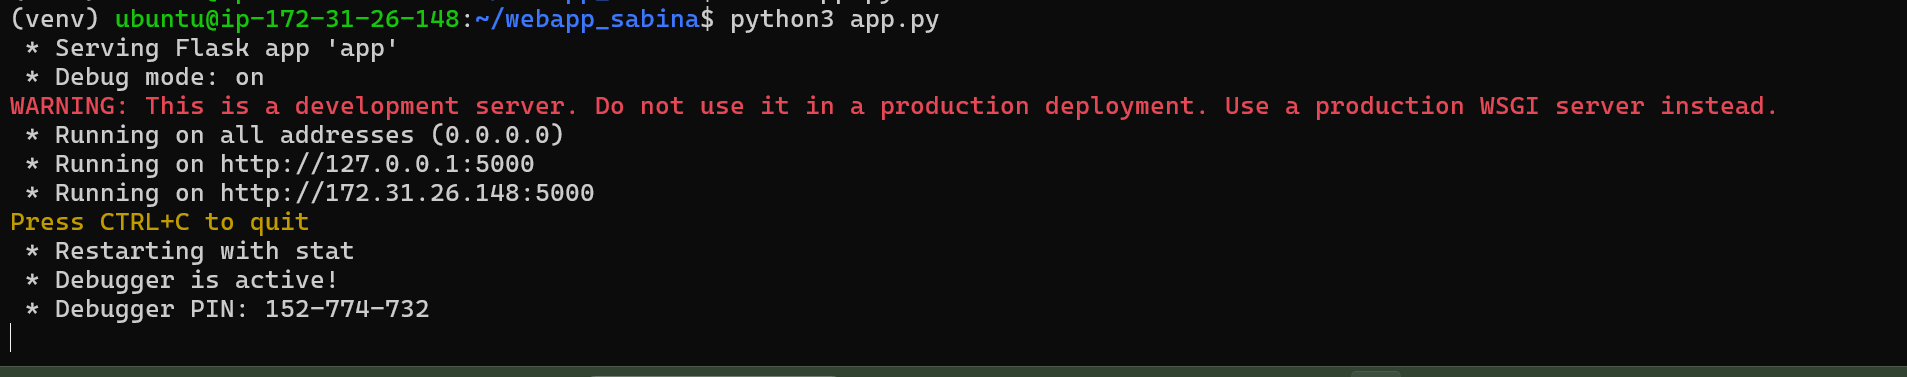 (venv) ubuntu@ip-172-31-26-148:~/webapp_sabina$ python3 app.py
 * Serving Flask app 'app'
 * Debug mode: on
WARNING: This is a development server. Do not use it in a production deployment. Use a production WSGI server instead.
 * Running on all addresses (0.0.0.0)
 * Running on http://127.0.0.1:5000
 * Running on http://172.31.26.148:5000
Press CTRL+C to quit
 * Restarting with stat
 * Debugger is active!
 * Debugger PIN: 152-774-732